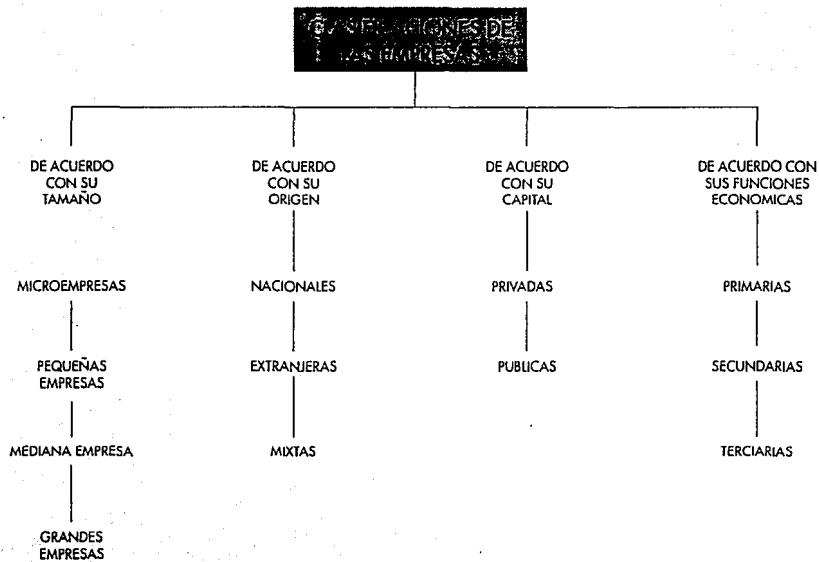 CLASIFICACIONES DE
LAS EMPRESAS
DE ACUERDO
CON SU
TAMAÑO
MICROEMPRESAS
PEQUEÑAS
EMPRESAS
MEDIANA EMPRESA
GRANDES
EMPRESAS
DE ACUERDO
CON SU
ORIGEN
NACIONALES
EXTRANJERAS
MIXTAS
DE ACUERDO
CON SU
CAPITAL
PRIVADAS
PUBLICAS
DE ACUERDO CON
SUS FUNCIONES
ECONOMICAS
PRIMARIAS
SECUNDARIAS
TERCIARIAS